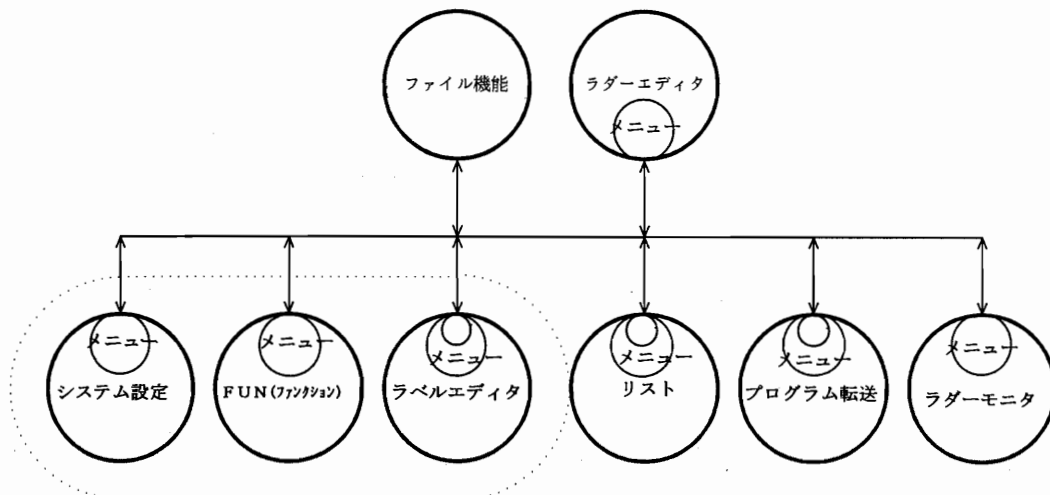 ファイル機能
ラダーエディタ
メニュー
メニュー
システム設定
メニュー
FUN(ファンクション)
メニュー
ラベルエディタ
メニュー
リスト
メニュー
プログラム転送
メニュー
ラダーモニタ